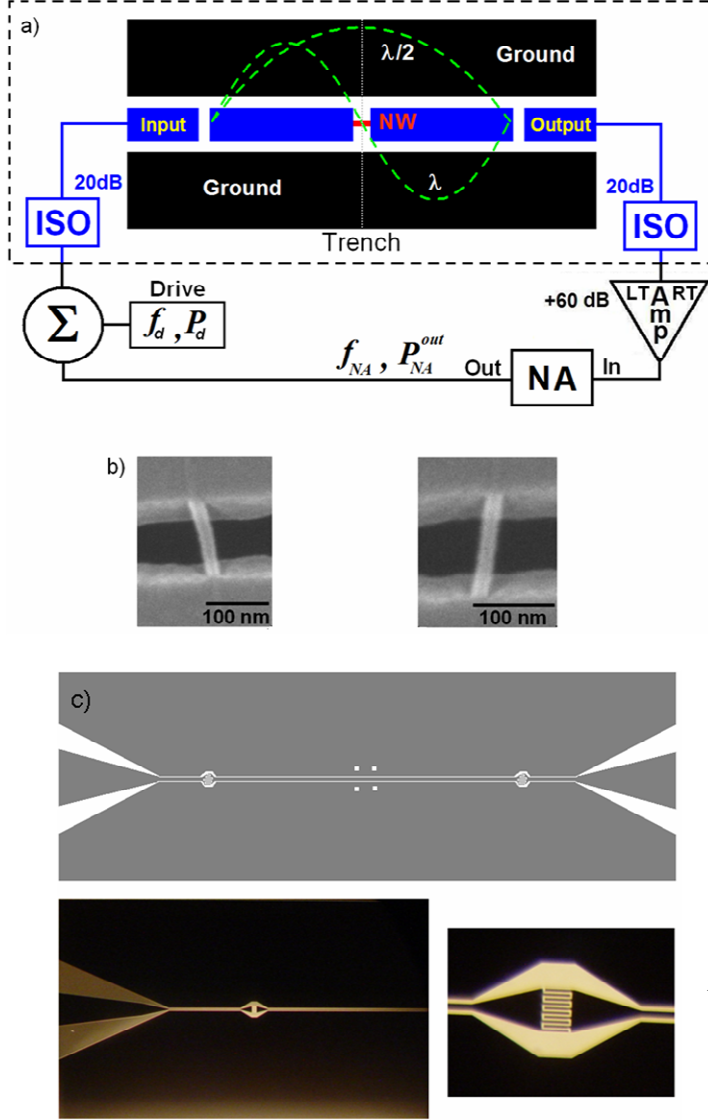 a)
λ/2
Ground
Input
NW
Output
Ground
λ
20dB
20dB
ISO
ISO
Trench
Drive
Σ
f_d , P_d
+60 dB
LT Amp RT
f_NA , P_NA^out
Out
NA
In
b)
100 nm
100 nm
c)